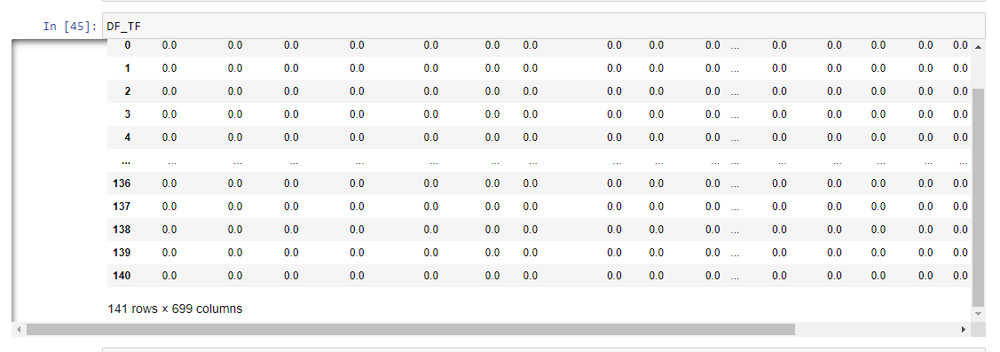 In [45]: DF_TF
0 0.0 0.0 0.0 0.0 0.0 0.0 0.0 0.0 0.0 0.0 ... 0.0 0.0 0.0 0.0 0.0
1 0.0 0.0 0.0 0.0 0.0 0.0 0.0 0.0 0.0 0.0 ... 0.0 0.0 0.0 0.0 0.0
2 0.0 0.0 0.0 0.0 0.0 0.0 0.0 0.0 0.0 0.0 ... 0.0 0.0 0.0 0.0 0.0
3 0.0 0.0 0.0 0.0 0.0 0.0 0.0 0.0 0.0 0.0 ... 0.0 0.0 0.0 0.0 0.0
4 0.0 0.0 0.0 0.0 0.0 0.0 0.0 0.0 0.0 0.0 ... 0.0 0.0 0.0 0.0 0.0
... ... ... ... ... ... ... ... ... ... ... ... ... ... ... ... ...
136 0.0 0.0 0.0 0.0 0.0 0.0 0.0 0.0 0.0 0.0 ... 0.0 0.0 0.0 0.0 0.0
137 0.0 0.0 0.0 0.0 0.0 0.0 0.0 0.0 0.0 0.0 ... 0.0 0.0 0.0 0.0 0.0
138 0.0 0.0 0.0 0.0 0.0 0.0 0.0 0.0 0.0 0.0 ... 0.0 0.0 0.0 0.0 0.0
139 0.0 0.0 0.0 0.0 0.0 0.0 0.0 0.0 0.0 0.0 ... 0.0 0.0 0.0 0.0 0.0
140 0.0 0.0 0.0 0.0 0.0 0.0 0.0 0.0 0.0 0.0 ... 0.0 0.0 0.0 0.0 0.0
141 rows × 699 columns